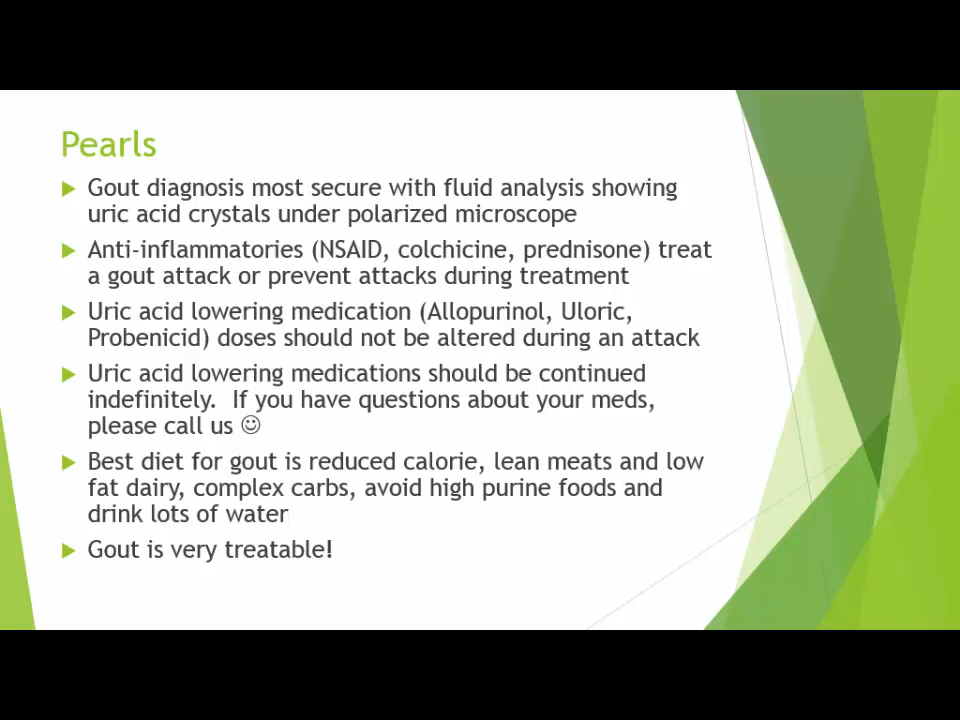 Pearls
Gout diagnosis most secure with fluid analysis showing
uric acid crystals under polarized microscope
Anti-inflammatories (NSAID, colchicine, prednisone) treat
a gout attack or prevent attacks during treatment
Uric acid lowering medication (Allopurinol, Uloric,
Probenicid) doses should not be altered during an attack
Uric acid lowering medications should be continued
indefinitely.  If you have questions about your meds,
please call us ☺
Best diet for gout is reduced calorie, lean meats and low
fat dairy, complex carbs, avoid high purine foods and
drink lots of water
Gout is very treatable!